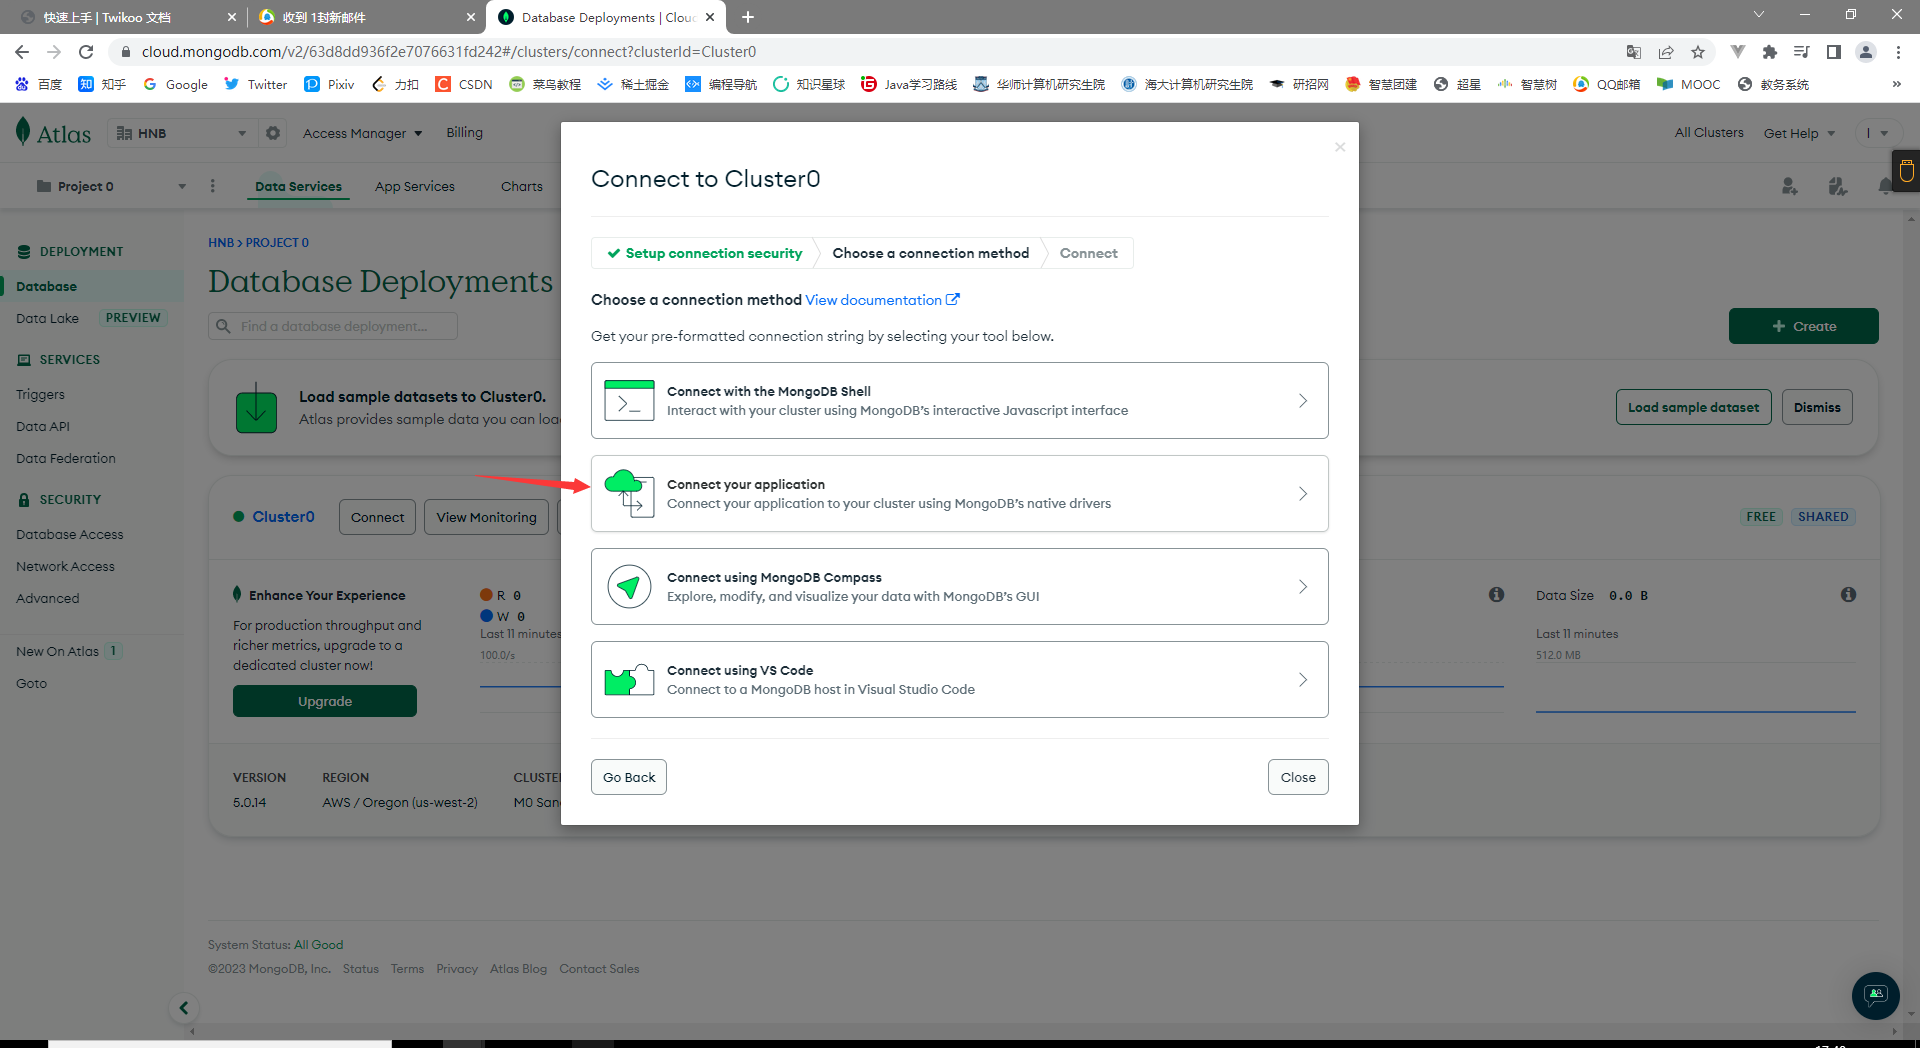 快速上手 | Twikoo 文档
收到 1封新邮件
Database Deployments | Clou
cloud.mongodb.com/v2/63d8dd936f2e7076631fd242#/clusters/connect?clusterId=Cluster0
百度 知乎 Google Twitter Pixiv 力扣 CSDN 菜鸟教程 稀土掘金 编程导航 知识星球 Java学习路线 华师计算机研究生院 海大计算机研究生院 研招网 智慧团建 超星 智慧树 QQ邮箱 MOOC 教务系统 »
Atlas HNB Access Manager Billing All Clusters Get Help I
Project 0 Data Services App Services Charts
DEPLOYMENT
Database
Data Lake PREVIEW
SERVICES
Triggers
Data API
Data Federation
SECURITY
Database Access
Network Access
Advanced
New On Atlas 1
Goto
HNB > PROJECT 0
Database Deployments
Find a database deployment...
+ Create
Load sample datasets to Cluster0.
Atlas provides sample data you can loa
Load sample dataset Dismiss
Cluster0 Connect View Monitoring
FREE SHARED
Enhance Your Experience
For production throughput and
richer metrics, upgrade to a
dedicated cluster now!
Upgrade
R 0
W 0
Last 11 minutes
100.0/s
Data Size 0.0 B
Last 11 minutes
512.0 MB
VERSION REGION CLUSTE
5.0.14 AWS / Oregon (us-west-2) M0 San
System Status: All Good
©2023 MongoDB, Inc. Status Terms Privacy Atlas Blog Contact Sales
Connect to Cluster0
Setup connection security Choose a connection method Connect
Choose a connection method View documentation
Get your pre-formatted connection string by selecting your tool below.
Connect with the MongoDB Shell
Interact with your cluster using MongoDB's interactive Javascript interface
Connect your application
Connect your application to your cluster using MongoDB's native drivers
Connect using MongoDB Compass
Explore, modify, and visualize your data with MongoDB's GUI
Connect using VS Code
Connect to a MongoDB host in Visual Studio Code
Go Back Close